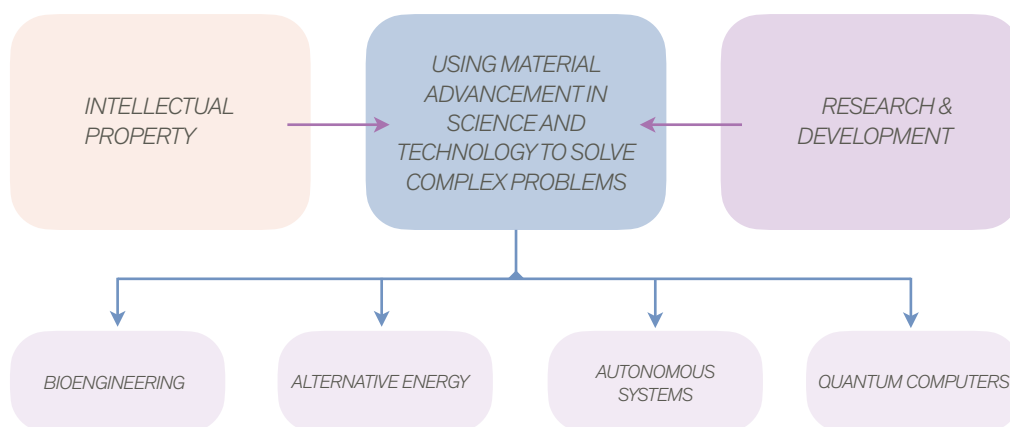 INTELLECTUAL
PROPERTY
USING MATERIAL
ADVANCEMENT IN
SCIENCE AND
TECHNOLOGY TO SOLVE
COMPLEX PROBLEMS
RESEARCH &
DEVELOPMENT
BIOENGINEERING
ALTERNATIVE ENERGY
AUTONOMOUS
SYSTEMS
QUANTUM COMPUTERS